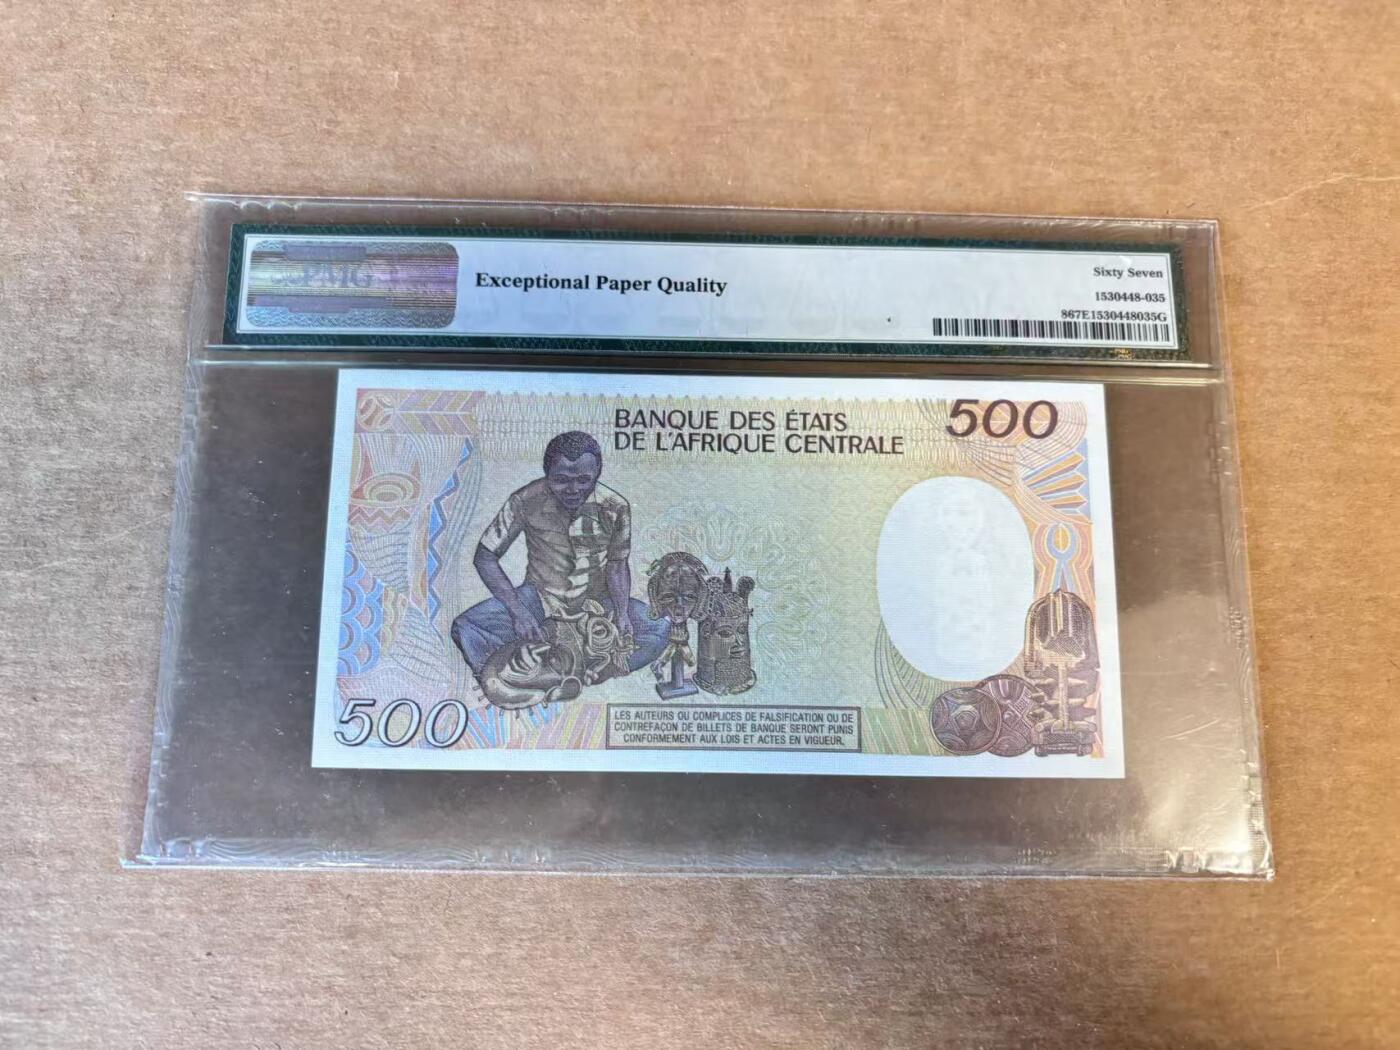 PMG
Exceptional Paper Quality
Sixty Seven
1530448-035
867E1530448035G
BANQUE DES ÉTATS
DE L'AFRIQUE CENTRALE
500
500
LES AUTEURS OU COMPLICES DE FALSIFICATION OU DE
CONTREFAÇON DE BILLETS DE BANQUE SERONT PUNIS
CONFORMEMENT AUX LOIS ET ACTES EN VIGUEUR.